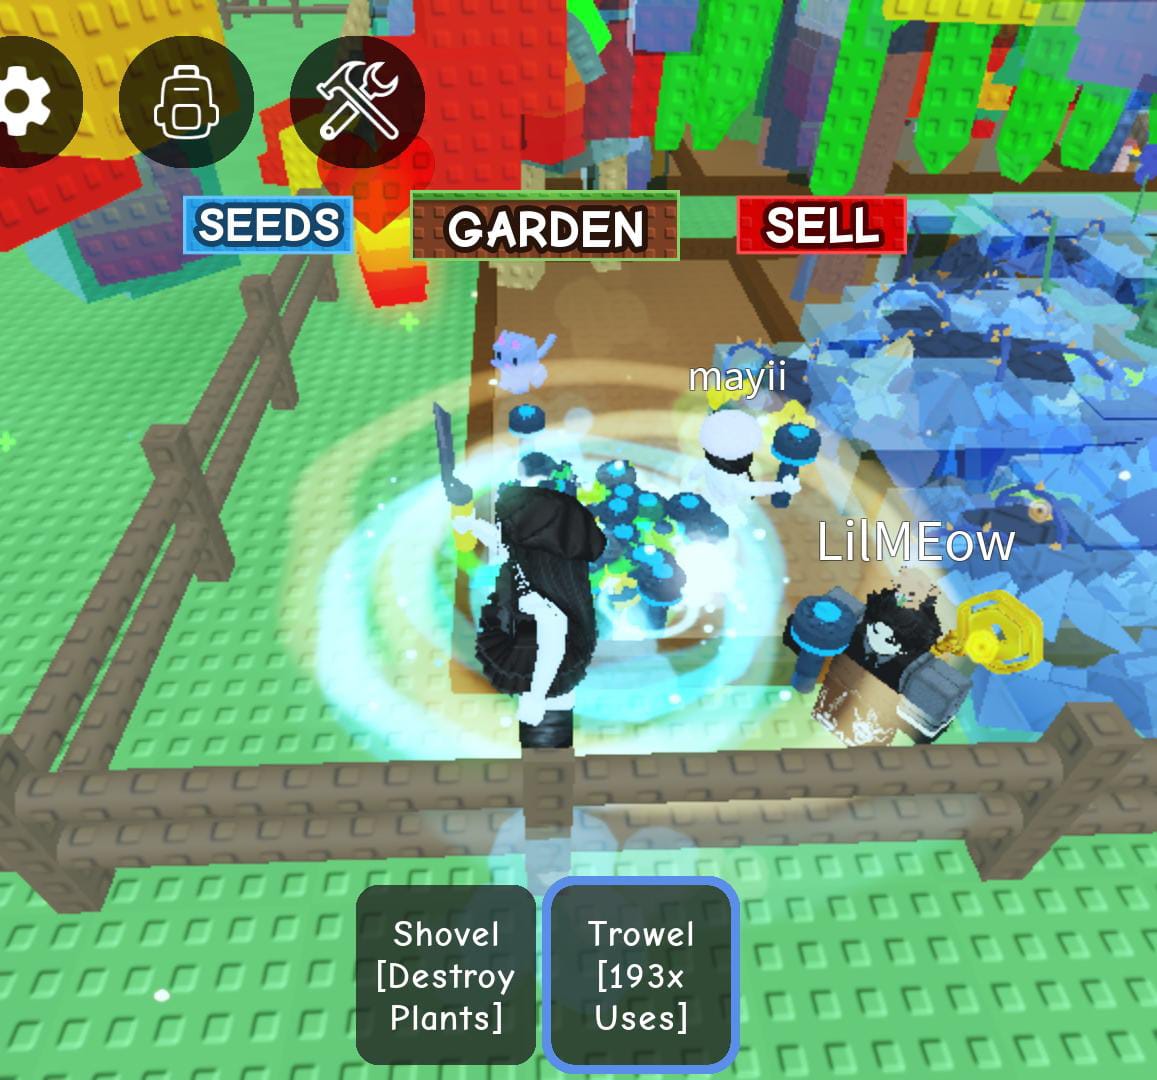 SEEDS
GARDEN
SELL
mayii
LilMEow
Shovel
[Destroy
Plants]
Trowel
[193x
Uses]